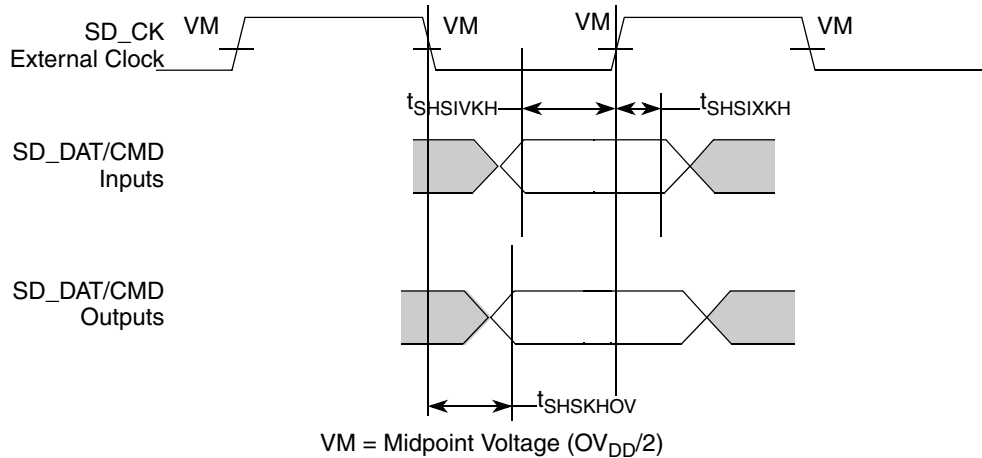 SD_CK
External Clock
VM
VM
VM
VM
tSHSIVKH
tSHSIXKH
SD_DAT/CMD
Inputs
SD_DAT/CMD
Outputs
tSHSKHOV
VM = Midpoint Voltage (OVDD/2)